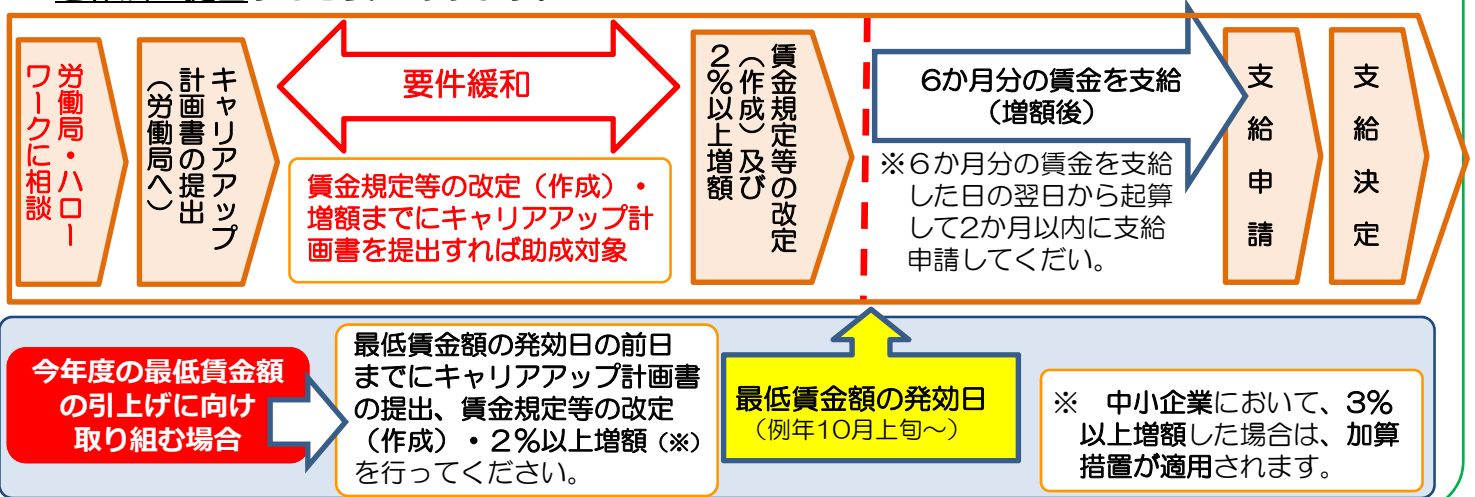 労働局・ハロー
ワークに相談
キャリアアップ
計画書の提出
（労働局へ）
要件緩和
賃金規定等の改定（作成）・
増額までにキャリアアップ計
画書を提出すれば助成対象
賃金規定等の改定
（作成）及び
２％以上増額
６か月分の賃金を支給
（増額後）
※６か月分の賃金を支給
した日の翌日から起算
して2か月以内に支給
申請してくだい。
支給申請
支給決定
今年度の最低賃金額
の引上げに向け
取り組む場合
最低賃金額の発効日の前日
までにキャリアアップ計画書
の提出、賃金規定等の改定
（作成）・２％以上増額（※）
を行ってください。
最低賃金額の発効日
（例年10月上旬～）
※　中小企業において、3％
以上増額した場合は、加算
措置が適用されます。